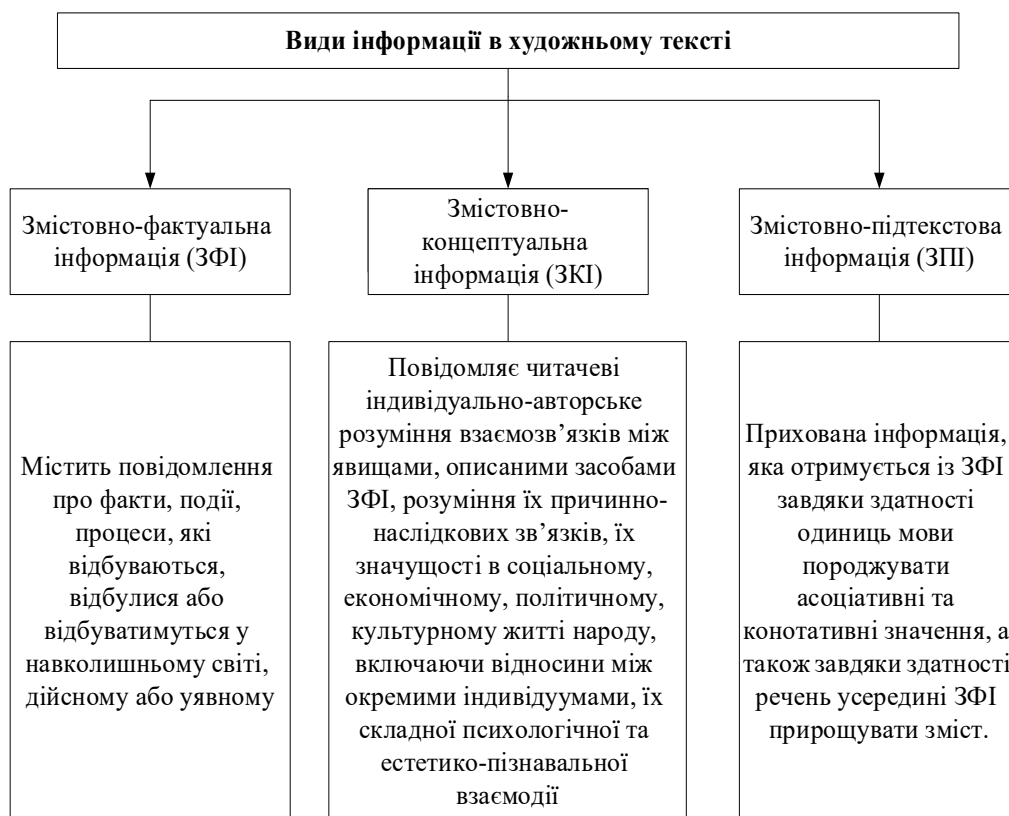 Види інформації в художньому тексті
Змістовно-фактуальна
інформація (ЗФІ)
Змістовно-
концептуальна
інформація (ЗКІ)
Змістовно-підтекстова
інформація (ЗПІ)
Містить повідомлення
про факти, події,
процеси, які
відбуваються,
відбулися або
відбуватимуться у
навколишньому світі,
дійсному або уявному
Повідомляє читачеві
індивідуально-авторське
розуміння взаємозв’язків між
явищами, описаними засобами
ЗФІ, розуміння їх причинно-
наслідкових зв’язків, їх
значущості в соціальному,
економічному, політичному,
культурному житті народу,
включаючи відносини між
окремими індивідуумами, їх
складної психологічної та
естетико-пізнавальної
взаємодії
Прихована інформація,
яка отримується із ЗФІ
завдяки здатності
одиниць мови
породжувати
асоціативні та
конотативні значення, а
також завдяки здатності
речень усередині ЗФІ
прирощувати зміст.